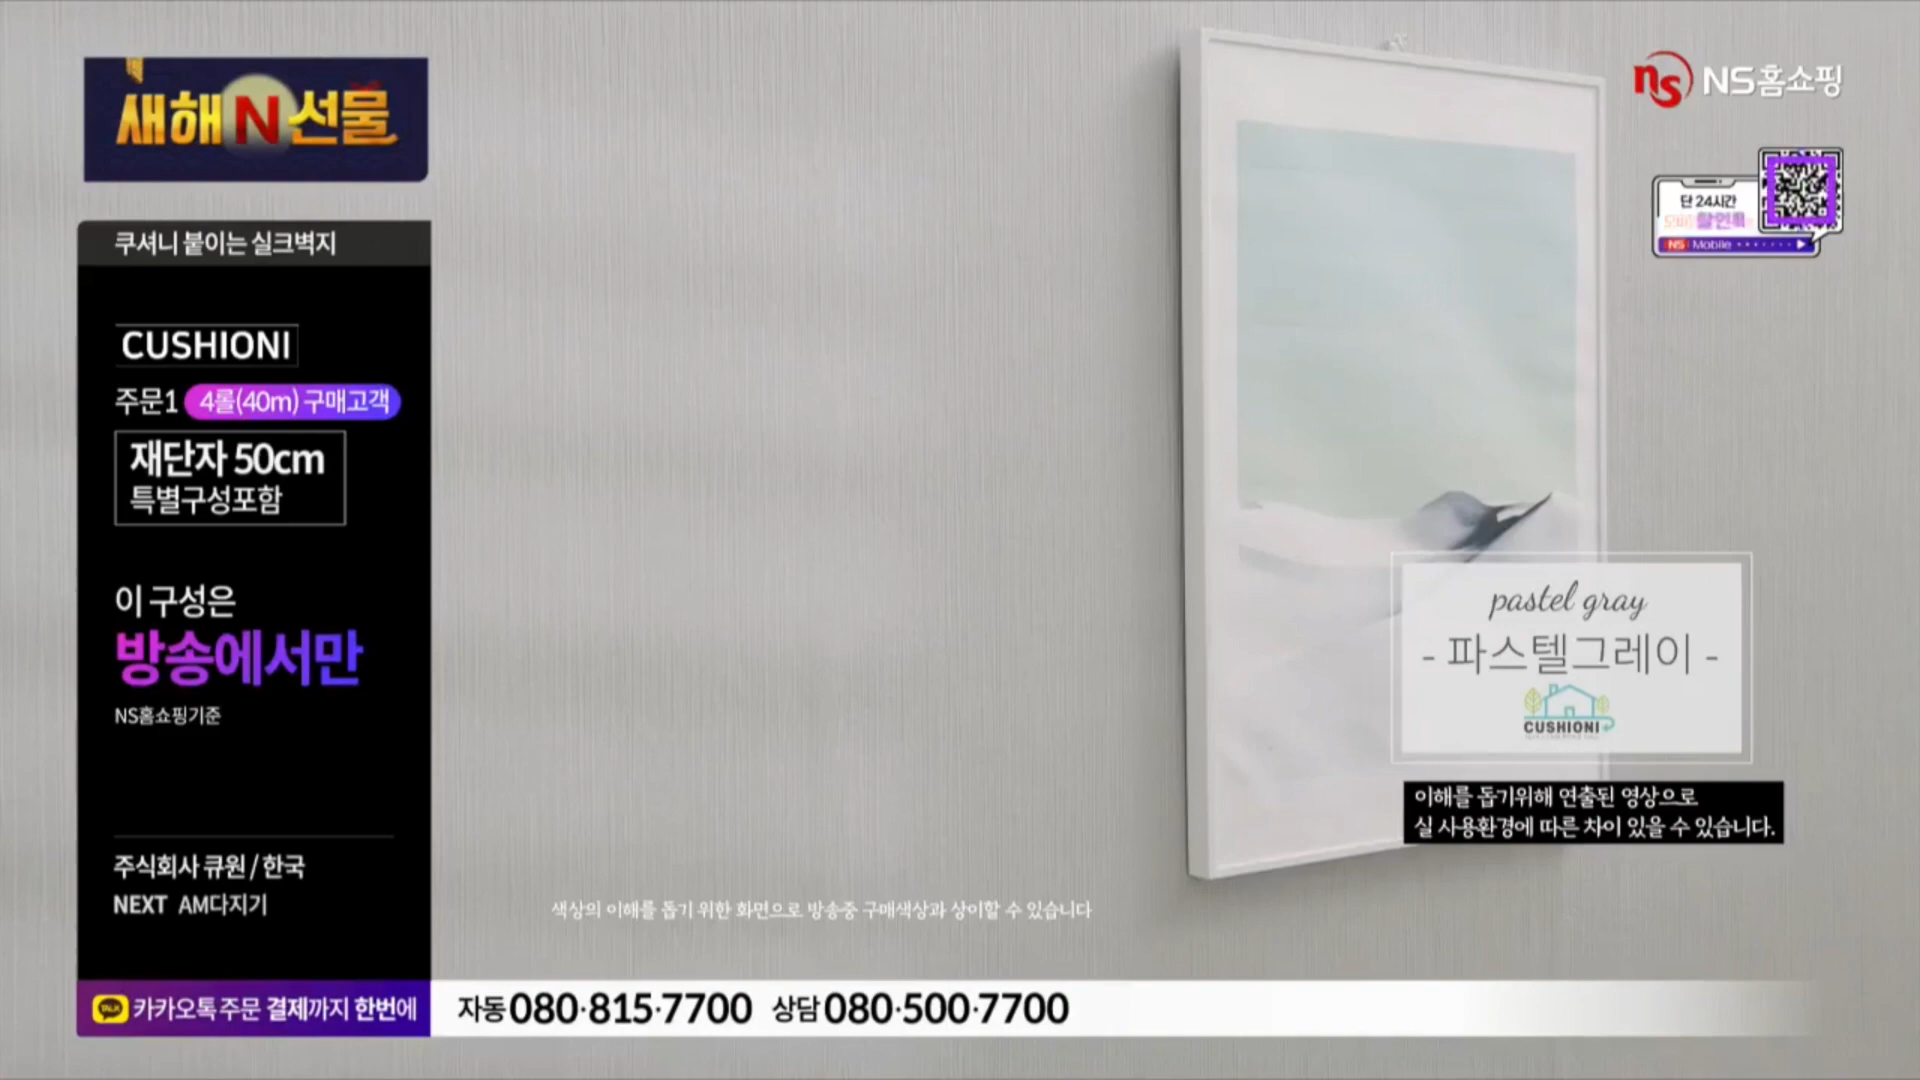 새해N선물
쿠셔니 붙이는 실크벽지
CUSHIONI
주문1 4롤(40m) 구매고객
재단자 50cm
특별구성포함
이 구성은
방송에서만
NS홈쇼핑기준
주식회사 큐원 / 한국
NEXT AM다지기
카카오톡 주문 결제까지 한번에
자동 080·815·7700 상담 080·500·7700
색상의 이해를 돕기 위한 화면으로 방송중 구매색상과 상이할 수 있습니다
ns NS홈쇼핑
단 24시간
할인톡
NS Mobile
pastel gray
- 파스텔그레이 -
CUSHIONI
이해를 돕기위해 연출된 영상으로
실 사용환경에 따른 차이 있을 수 있습니다.